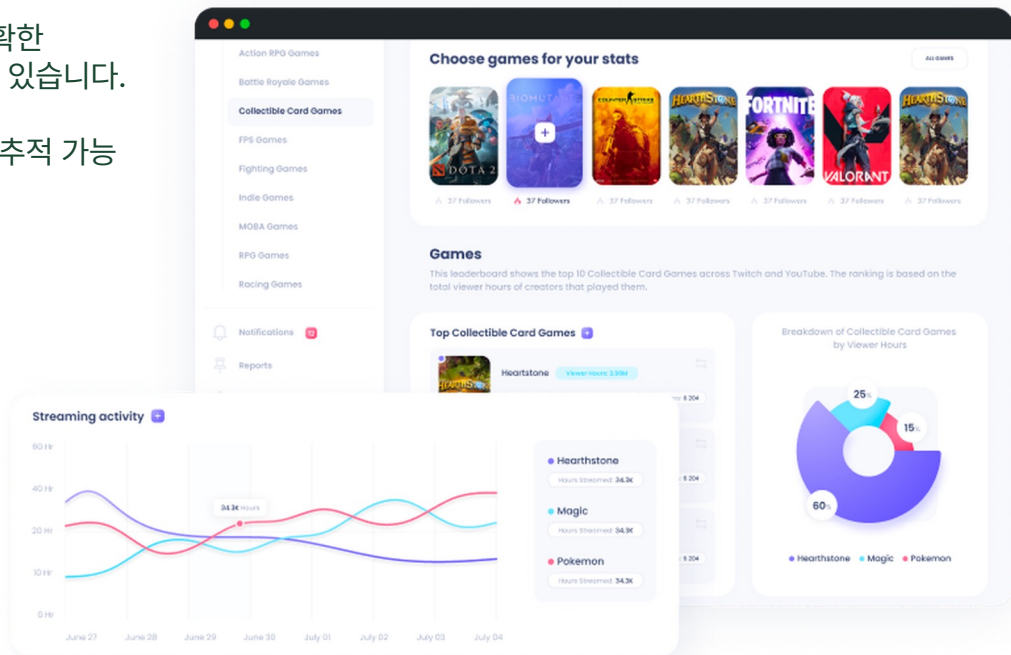 확한
있습니다.
추적 가능
Action RPG Games
Battle Royale Games
Collectible Card Games
FPS Games
Fighting Games
Indie Games
MOBA Games
RPG Games
Racing Games
Notifications 12
Reports
Choose games for your stats
ALL GAMES
DOTA 2
BIOMUTANT
COUNTER STRIKE
HEARTHSTONE
FORTNITE
VALORANT
HEARTHSTONE
37 Followers
37 Followers
37 Followers
37 Followers
37 Followers
37 Followers
37 Followers
Games
This leaderboard shows the top 10 Collectible Card Games across Twitch and YouTube. The ranking is based on the
total viewer hours of creators that played them.
Top Collectible Card Games
HEARTHSTONE
Heartstone
8 204
8 204
Breakdown of Collectible Card Games
by Viewer Hours
25%
15%
60%
Hearthstone Magic Pokemon
Streaming activity
60 Hr
40 Hr
20 Hr
10 Hr
0 Hr
34.3K Hours
June 27 June 28 June 29 June 30 July 01 July 02 July 03 July 04
Hearthstone
Hours Streamed: 34.3K
Magic
Hours Streamed: 34.3K
Pokemon
Hours Streamed: 34.3K